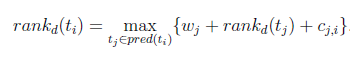 rank_d(t_i) = max_{t_j∈pred(t_i)} {w_j + rank_d(t_j) + c_{j,i}}